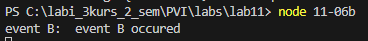 PS C:\labi_3kurs_2_sem\PVI\labs\lab11> node 11-06b
event B:  event B occured